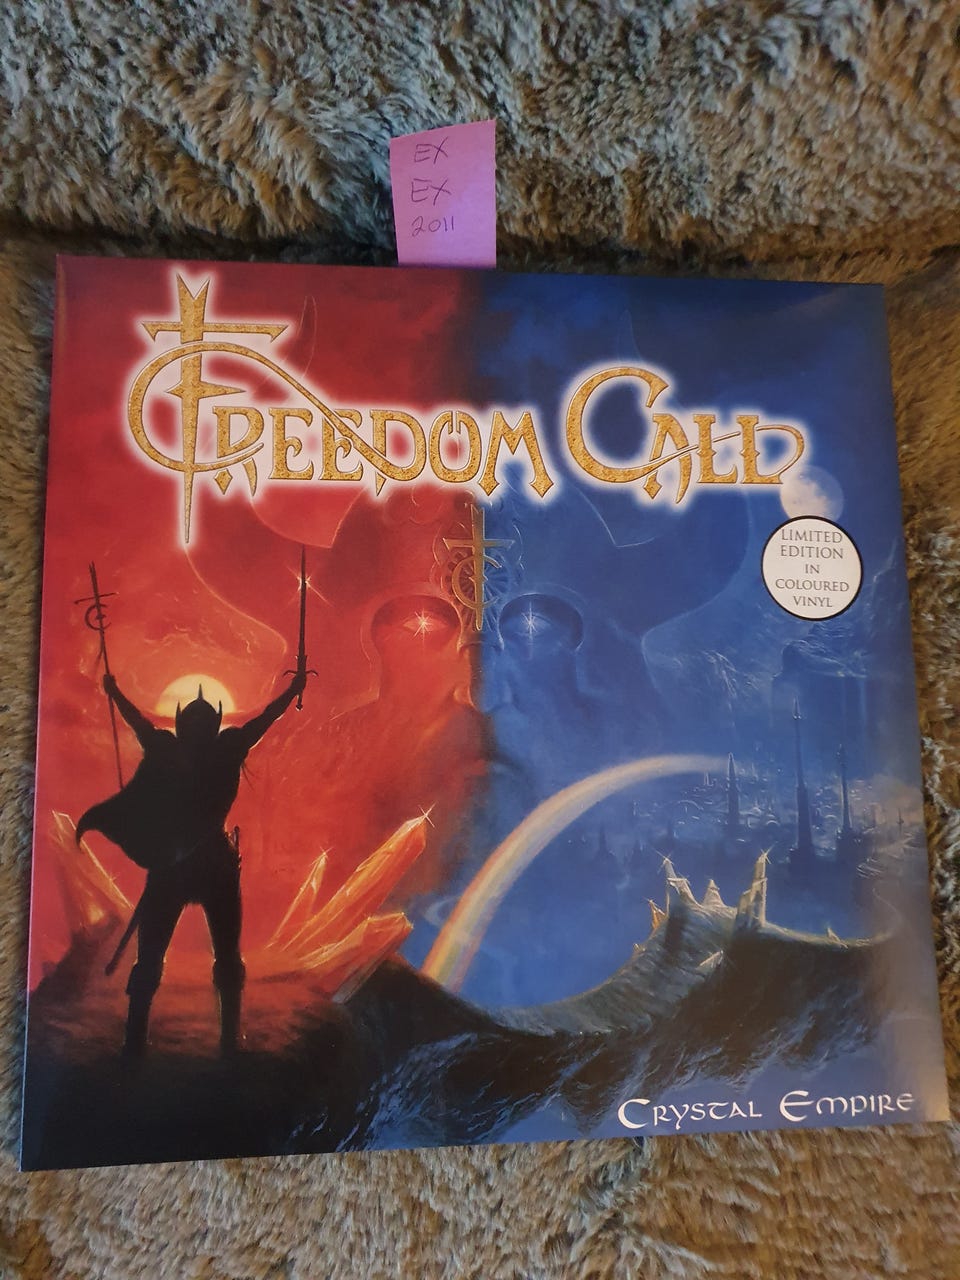 EX
EX
2011
FREEDOM CALL
LIMITED
EDITION
IN
COLOURED
VINYL
CRYSTAL EMPIRE